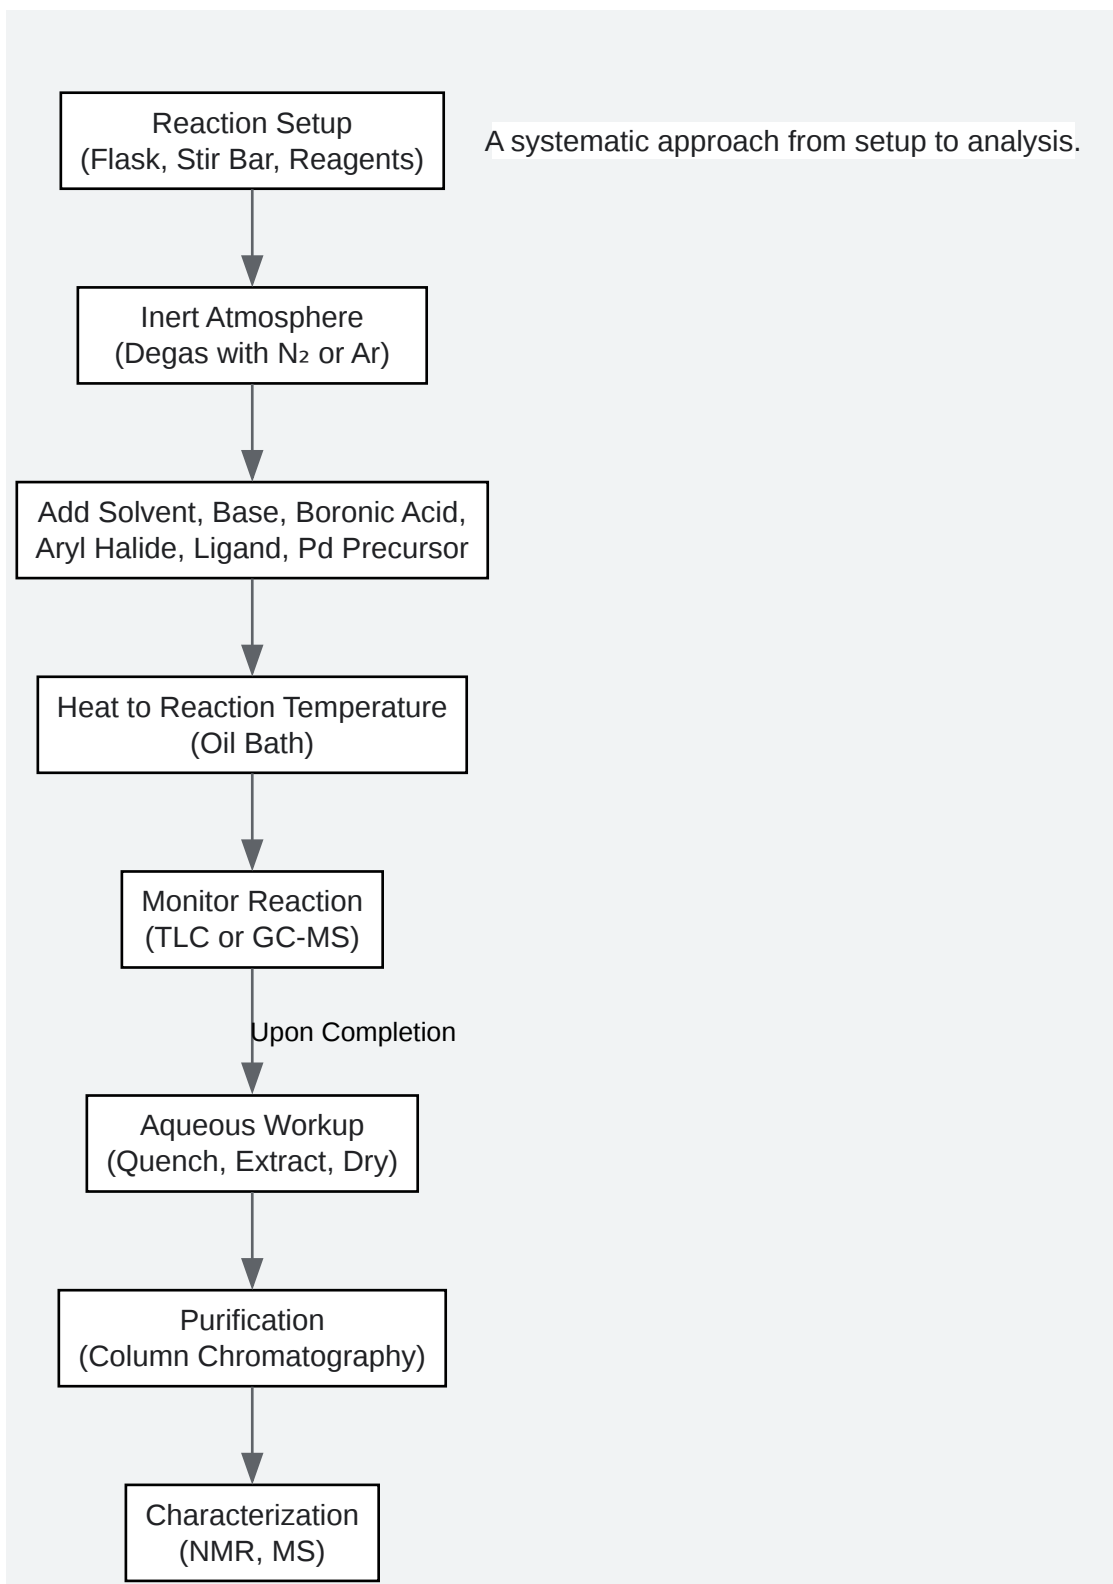 Reaction Setup
(Flask, Stir Bar, Reagents)
A systematic approach from setup to analysis.
Inert Atmosphere
(Degas with N₂ or Ar)
Add Solvent, Base, Boronic Acid,
Aryl Halide, Ligand, Pd Precursor
Heat to Reaction Temperature
(Oil Bath)
Monitor Reaction
(TLC or GC-MS)
Upon Completion
Aqueous Workup
(Quench, Extract, Dry)
Purification
(Column Chromatography)
Characterization
(NMR, MS)